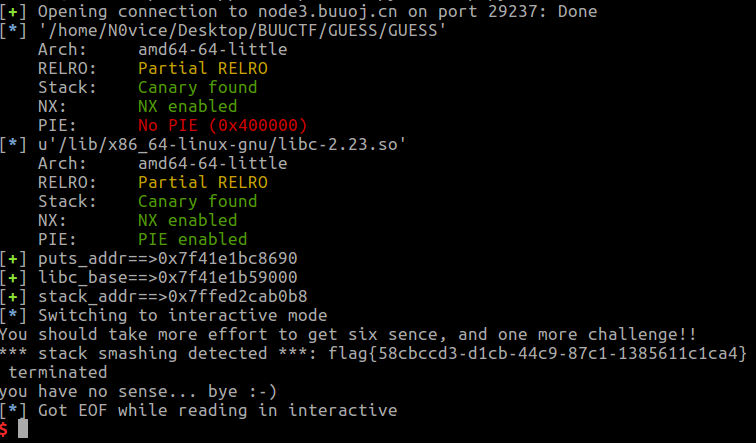 [+] Opening connection to node3.buuoj.cn on port 29237: Done
[*] '/home/N0vice/Desktop/BUUCTF/GUESS/GUESS'
    Arch:     amd64-64-little
    RELRO:    Partial RELRO
    Stack:    Canary found
    NX:       NX enabled
    PIE:      No PIE (0x400000)
[*] u'/lib/x86_64-linux-gnu/libc-2.23.so'
    Arch:     amd64-64-little
    RELRO:    Partial RELRO
    Stack:    Canary found
    NX:       NX enabled
    PIE:      PIE enabled
[+] puts_addr==>0x7f41e1bc8690
[+] libc_base==>0x7f41e1b59000
[+] stack_addr==>0x7ffed2cab0b8
[*] Switching to interactive mode
You should take more effort to get six sence, and one more challenge!!
*** stack smashing detected ***: flag{58cbccd3-d1cb-44c9-87c1-1385611c1ca4}
 terminated
you have no sense... bye :-)
[*] Got EOF while reading in interactive
$